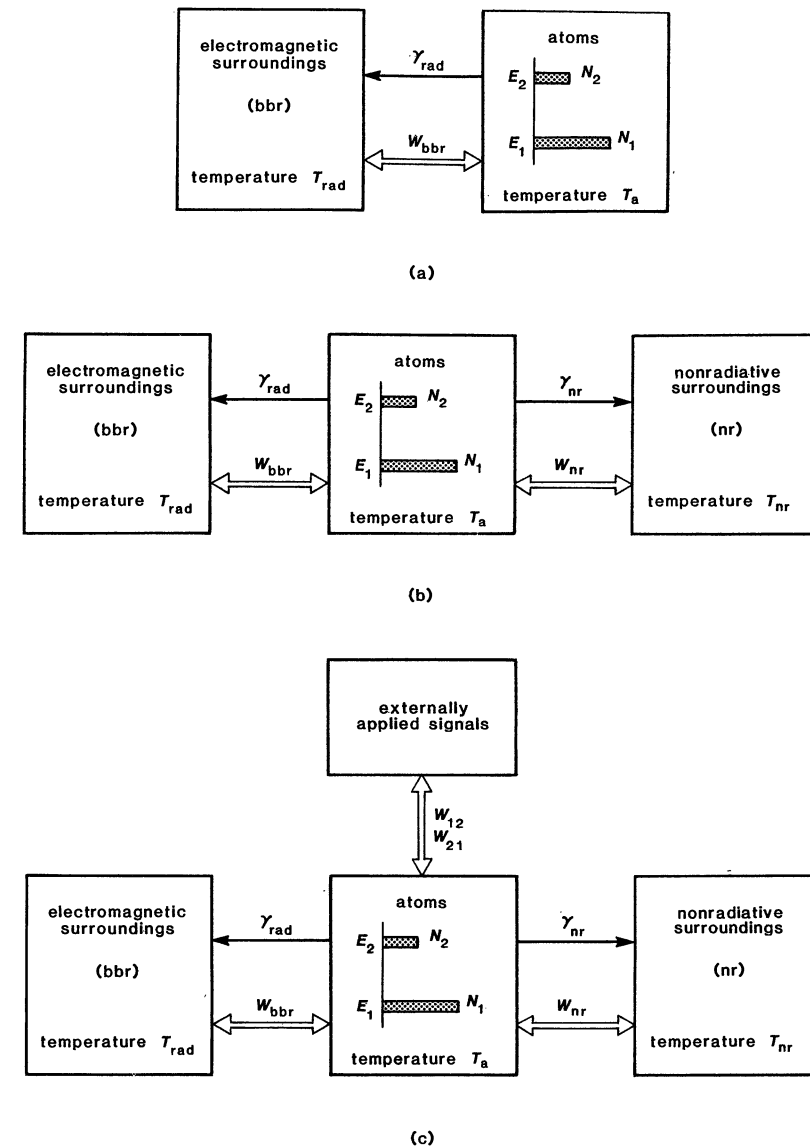 electromagnetic
surroundings
(bbr)
temperature T_rad
γ_rad
W_bbr
atoms
E_2 N_2
E_1 N_1
temperature T_a
(a)
electromagnetic
surroundings
(bbr)
temperature T_rad
γ_rad
W_bbr
atoms
E_2 N_2
E_1 N_1
temperature T_a
γ_nr
W_nr
nonradiative
surroundings
(nr)
temperature T_nr
(b)
externally
applied signals
W_12
W_21
electromagnetic
surroundings
(bbr)
temperature T_rad
γ_rad
W_bbr
atoms
E_2 N_2
E_1 N_1
temperature T_a
γ_nr
W_nr
nonradiative
surroundings
(nr)
temperature T_nr
(c)